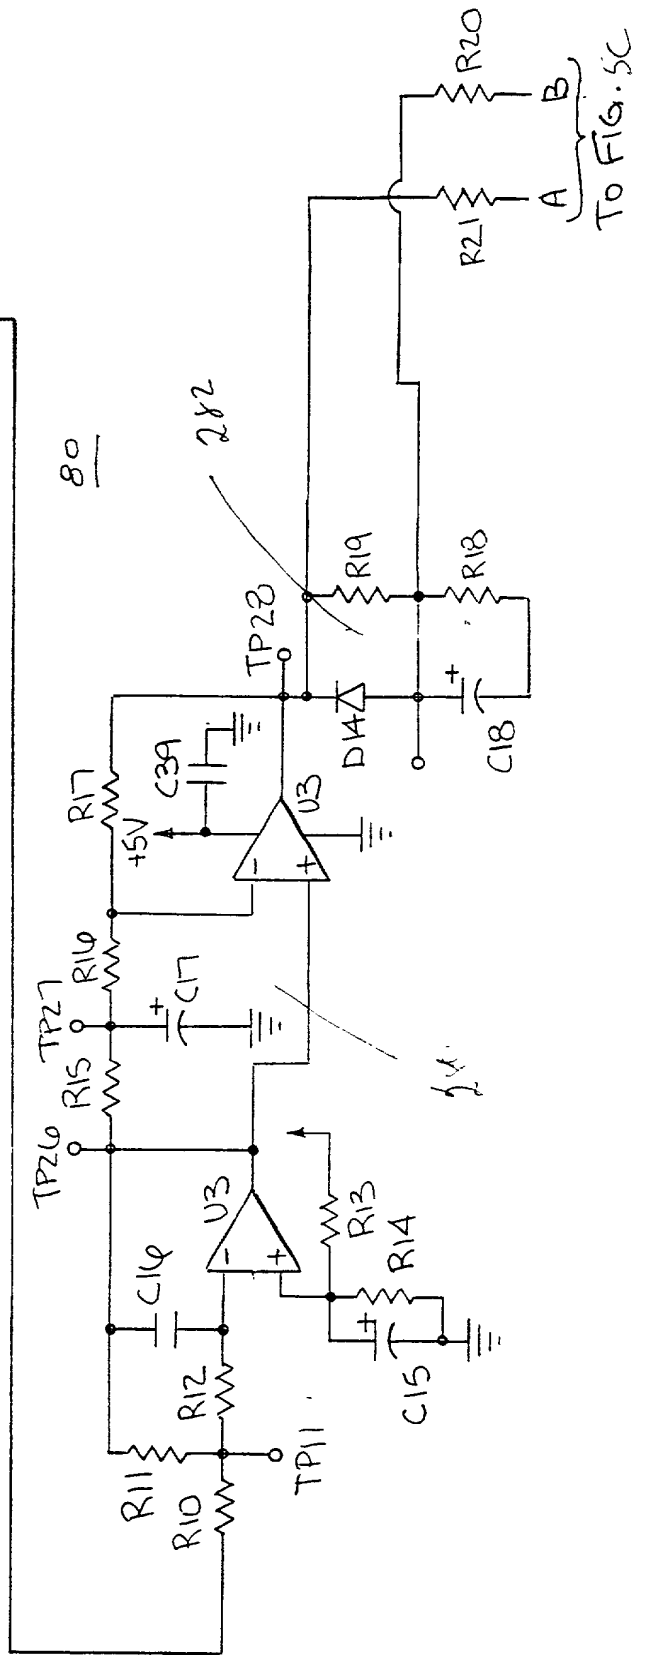 80
282
TP26
TP27
R15
R16
R17
C16
C17
+5V
C39
TP28
R11
R12
R10
TP11
−
+
U3
−
+
U3
R13
R14
+
C15
+
D14
R19
R18
+
C18
R21
R20
A
B
TO FIG. 5C